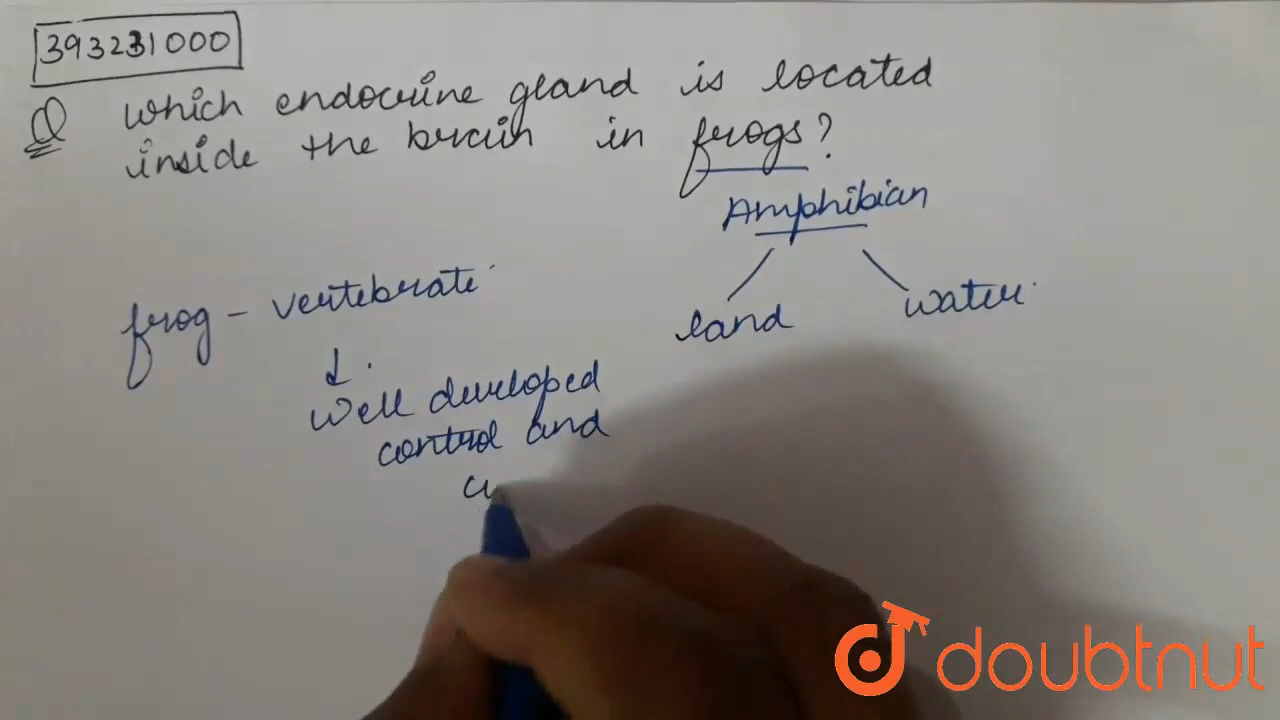 393231000
Q which endocrine gland is located
inside the brain in frogs?
Amphibian
land water
frog - vertebrate
Well developed
control and
doubtnut